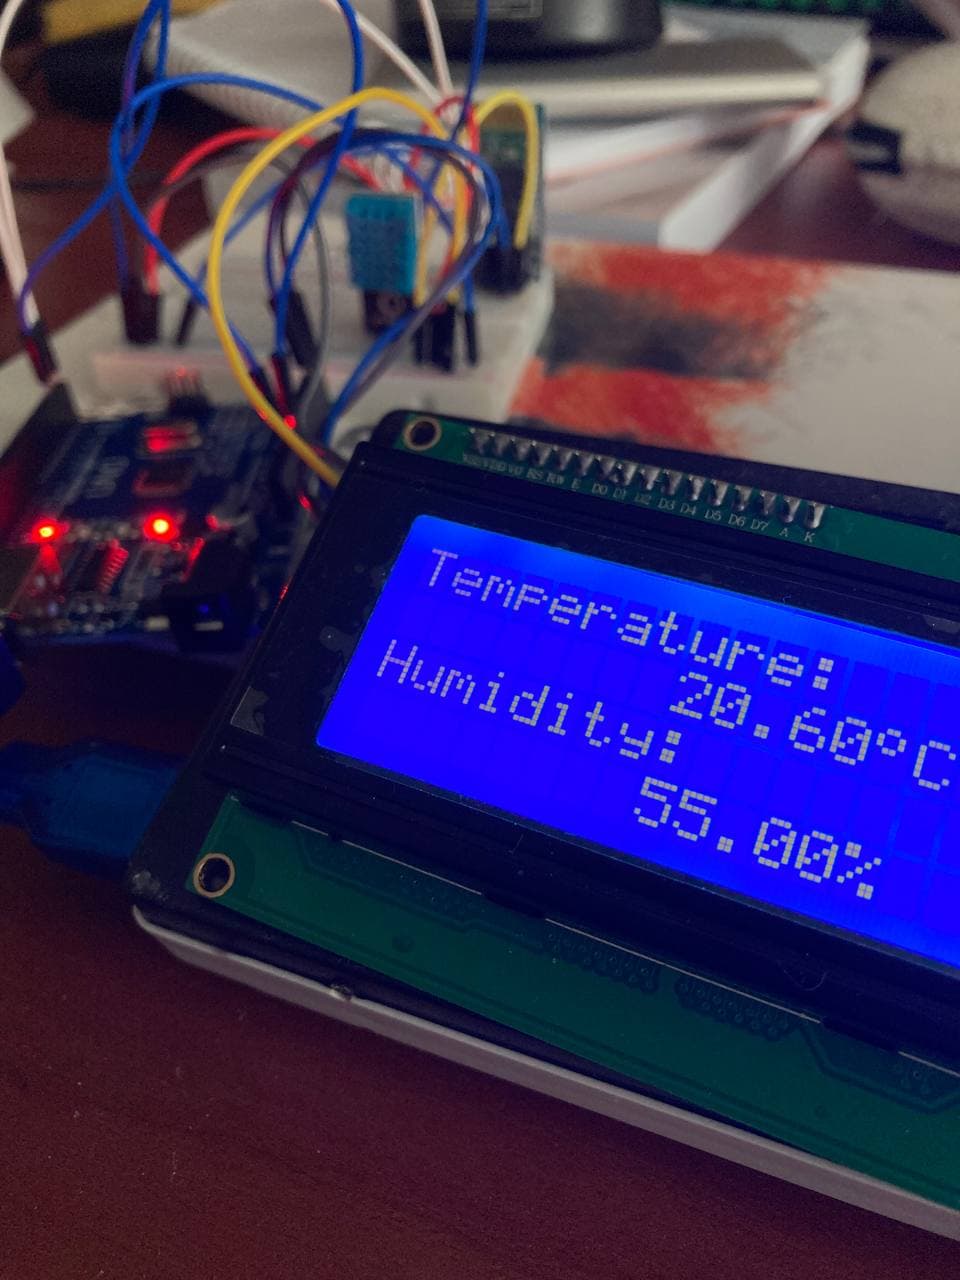 VSS VDD V0 RS RW E D0 D1 D2 D3 D4 D5 D6 D7 A K
Temperature:
20.60°C
Humidity:
55.00%